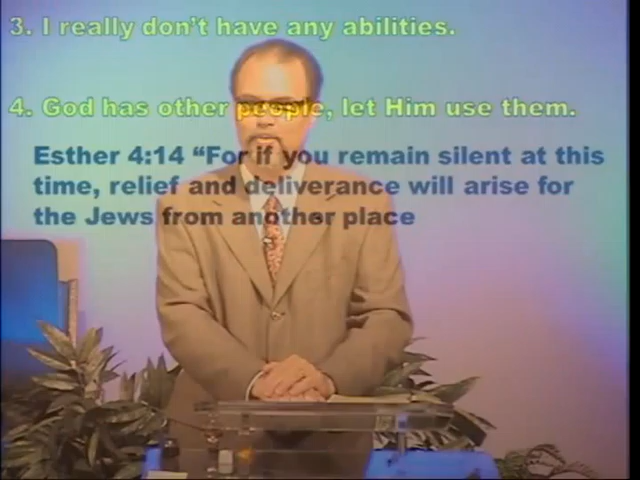 3. I really don't have any abilities.
4. God has other people, let Him use them.
Esther 4:14 “For if you remain silent at this
time, relief and deliverance will arise for
the Jews from another place